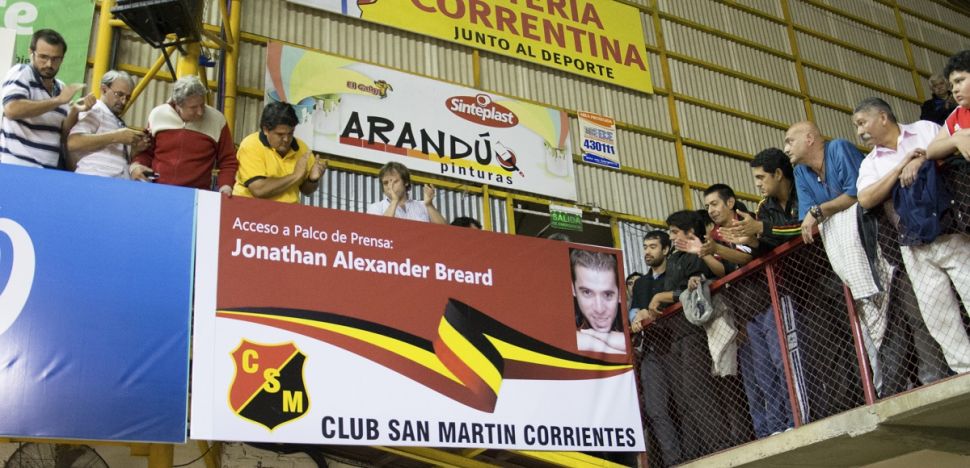 TERIA
CORRENTINA
JUNTO AL DEPORTE
Sinteplast
ARANDÚ
pinturas
430111
SALIDA
Acceso a Palco de Prensa:
Jonathan Alexander Breard
CSM
CLUB SAN MARTIN CORRIENTES